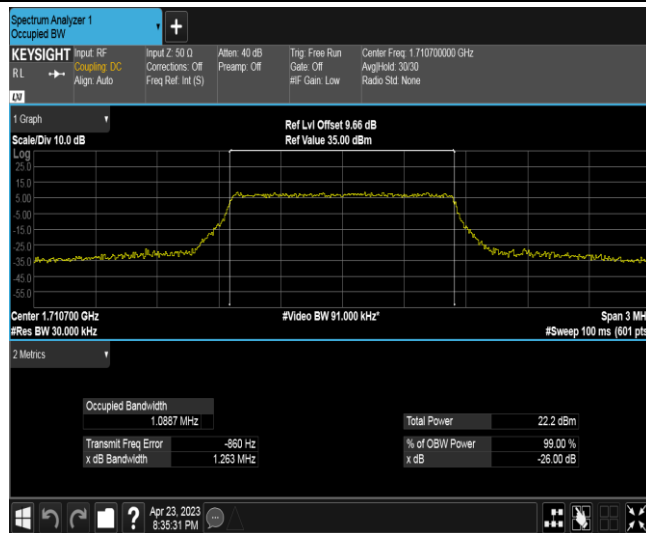 Spectrum Analyzer 1
Occupied BW
+
KEYSIGHT
RL
Input: RF
Coupling: DC
Align: Auto
Input Z: 50 Ω
Corrections: Off
Freq Ref: Int (S)
Atten: 40 dB
Preamp: Off
Trig: Free Run
Gate: Off
#IF Gain: Low
Center Freq: 1.710700000 GHz
Avg|Hold: 30/30
Radio Std: None
1 Graph
Scale/Div 10.0 dB
Ref Lvl Offset 9.66 dB
Ref Value 35.00 dBm
Log
25.0
15.0
5.00
-5.00
-15.0
-25.0
-35.0
-45.0
-55.0
Center 1.710700 GHz
#Res BW 30.000 kHz
#Video BW 91.000 kHz*
Span 3 MH
#Sweep 100 ms (601 pts
2 Metrics
Occupied Bandwidth
1.0887 MHz
Transmit Freq Error -860 Hz
x dB Bandwidth 1.263 MHz
Total Power 22.2 dBm
% of OBW Power 99.00 %
x dB -26.00 dB
?
Apr 23, 2023
8:35:31 PM